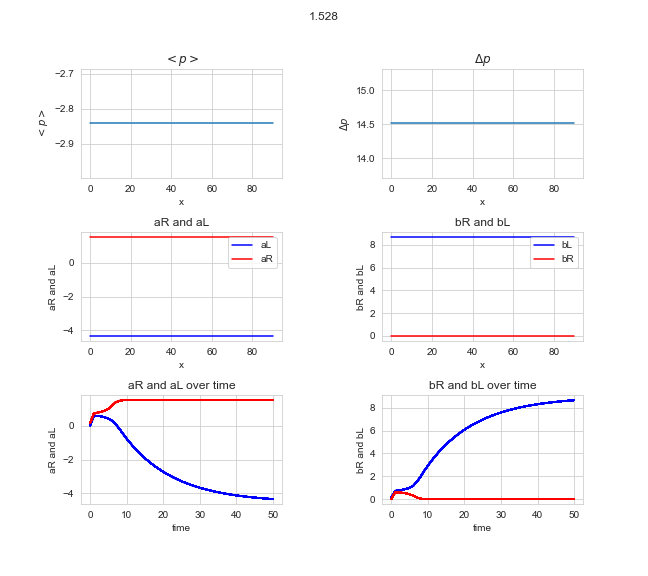 1.528
< p >
Δp
−2.7
−2.8
−2.9
< p >
0 20 40 60 80
x
15.0
14.5
14.0
Δp
0 20 40 60 80
x
aR and aL
bR and bL
0
−2
−4
aR and aL
aL
aR
0 20 40 60 80
x
8
6
4
2
0
bR and bL
bL
bR
0 20 40 60 80
x
aR and aL over time
bR and bL over time
0
−2
−4
aR and aL
0 10 20 30 40 50
time
8
6
4
2
0
bR and bL
0 10 20 30 40 50
time